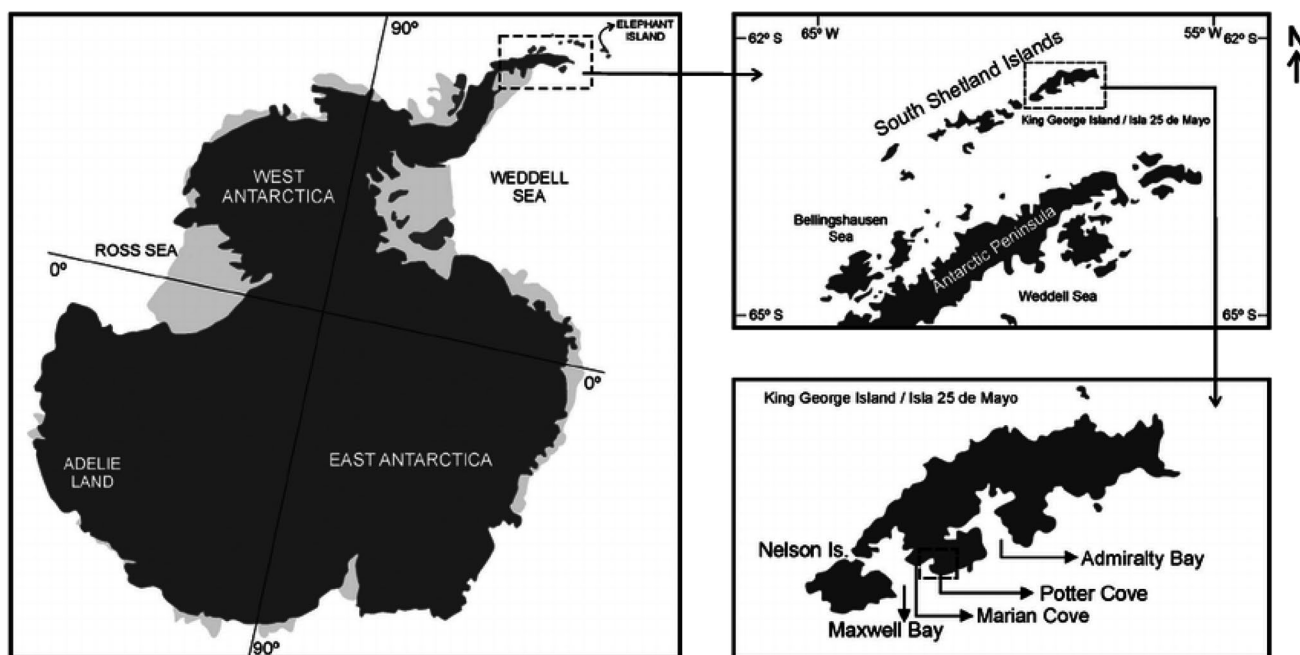 90º
ELEPHANT
ISLAND
WEST
ANTARCTICA
WEDDELL
SEA
ROSS SEA
0º
0º
ADELIE
LAND
EAST ANTARCTICA
90º
65º W
55º W
62º S
62º S
N
South Shetland Islands
King George Island / Isla 25 de Mayo
Bellingshausen
Sea
Antarctic Peninsula
Weddell Sea
65º S
65º S
King George Island / Isla 25 de Mayo
Nelson Is.
Admiralty Bay
Potter Cove
Marian Cove
Maxwell Bay